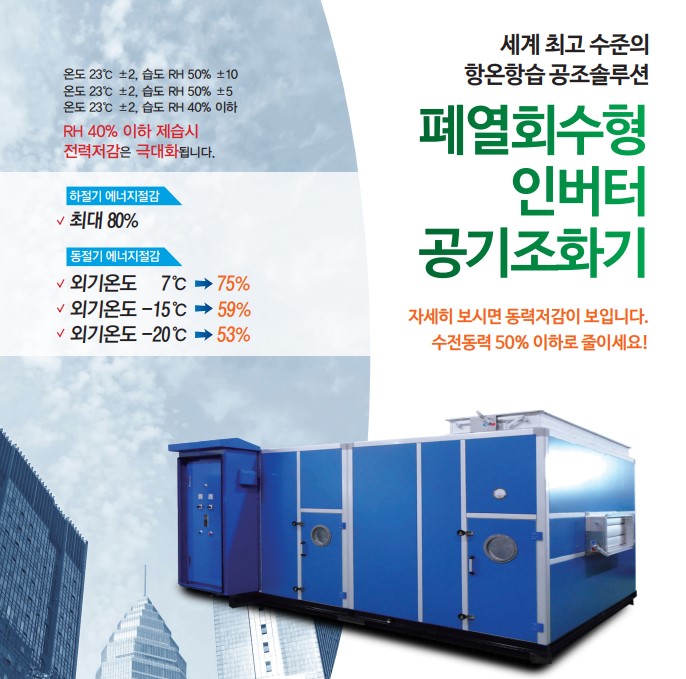 세계 최고 수준의
항온항습 공조솔루션
폐열회수형
인버터
공기조화기
자세히 보시면 동력저감이 보입니다.
수전동력 50% 이하로 줄이세요!
온도 23℃ ±2, 습도 RH 50% ±10
온도 23℃ ±2, 습도 RH 50% ±5
온도 23℃ ±2, 습도 RH 40% 이하
RH 40% 이하 제습시
전력저감은 극대화됩니다.
하절기 에너지절감
✓ 최대 80%
동절기 에너지절감
✓ 외기온도 7℃ ➡ 75%
✓ 외기온도 -15℃ ➡ 59%
✓ 외기온도 -20℃ ➡ 53%